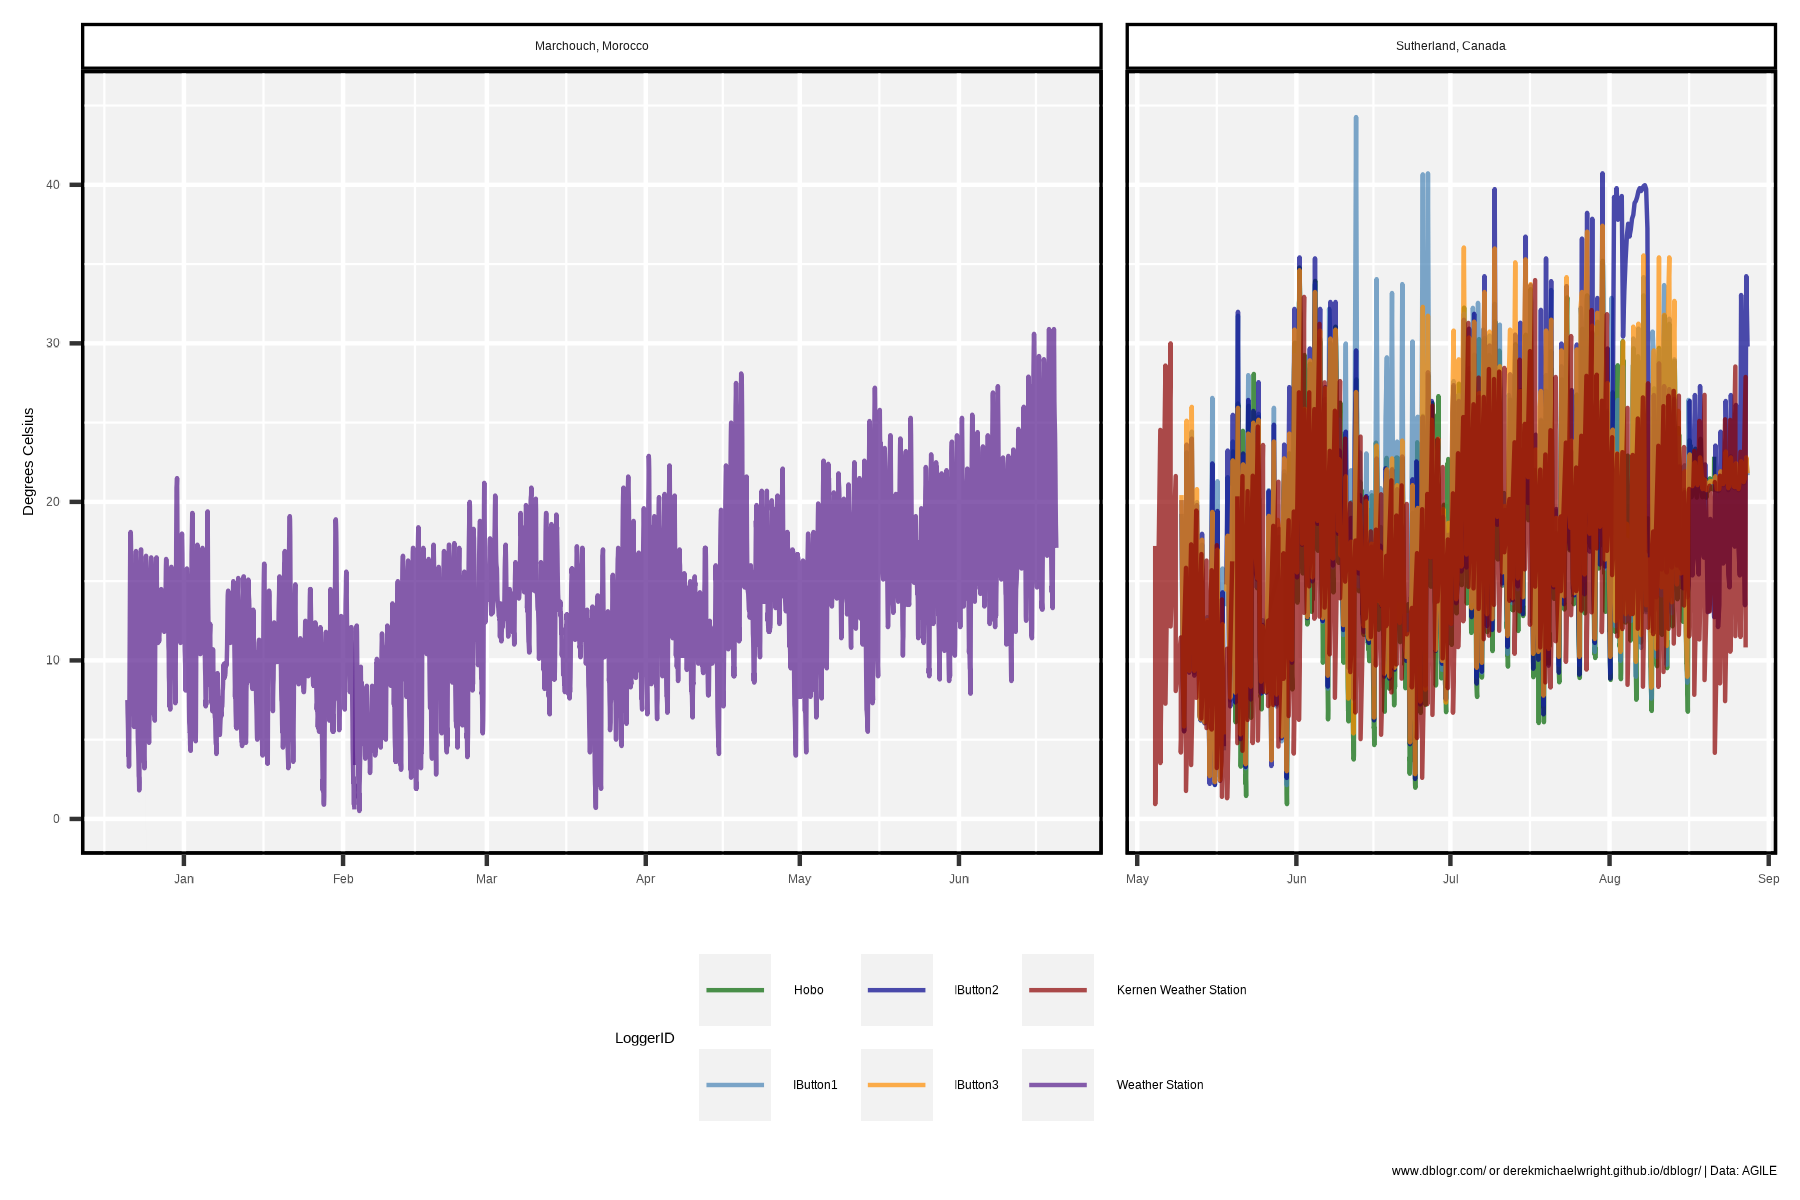 Marchouch, Morocco
Sutherland, Canada
Degrees Celsius
40
30
20
10
0
Jan Feb Mar Apr May Jun
May Jun Jul Aug Sep
LoggerID
Hobo IButton2 Kernen Weather Station
IButton1 IButton3 Weather Station
www.dblogr.com/ or derekmichaelwright.github.io/dblogr/ | Data: AGILE